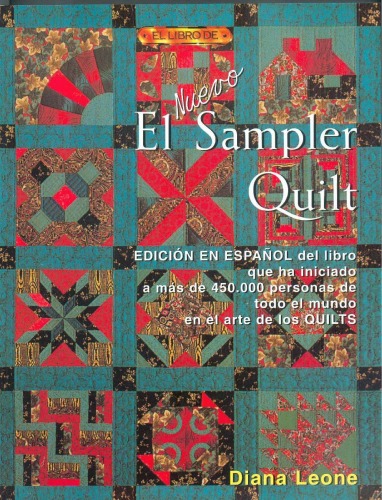 EL LIBRO DE
Nuevo
El Sampler
Quilt
EDICIÓN EN ESPAÑOL del libro
que ha iniciado
a más de 450.000 personas de
todo el mundo
en el arte de los QUILTS
Diana Leone